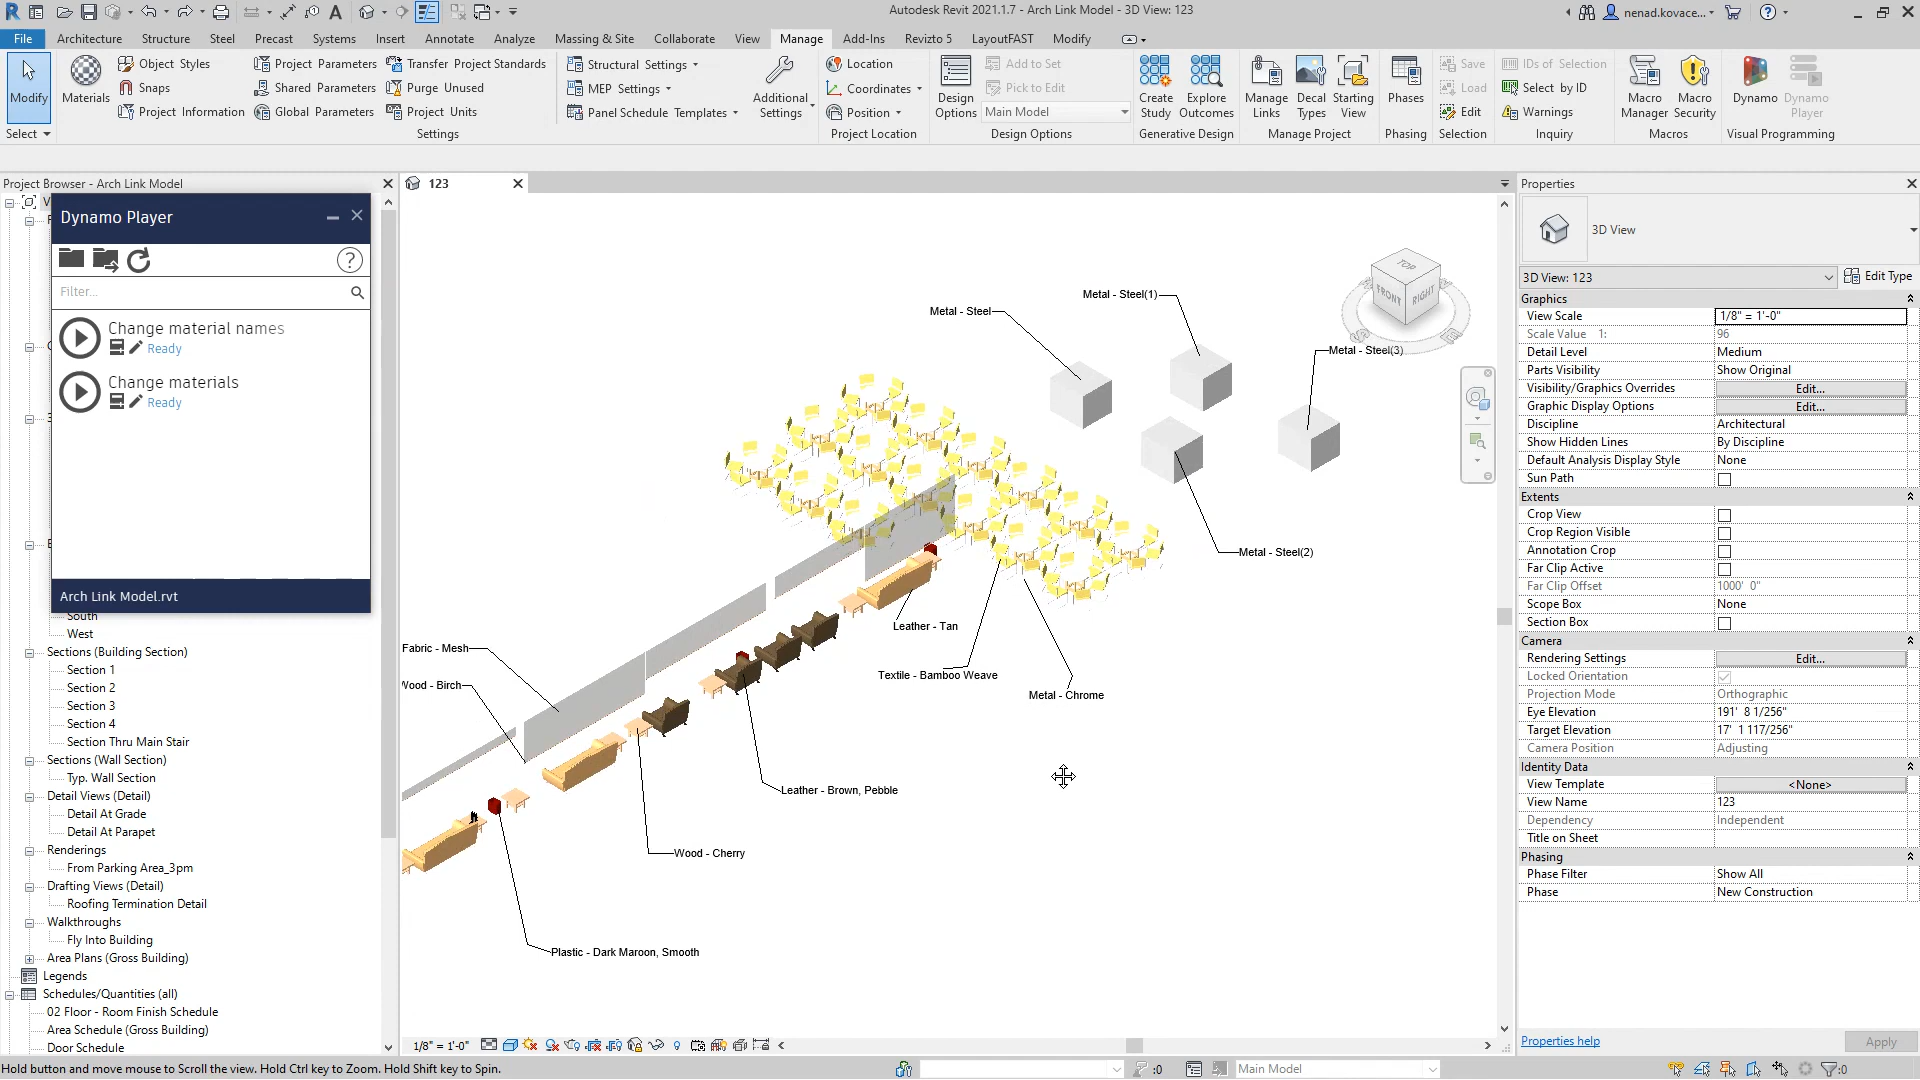 Autodesk Revit 2021.1.7 - Arch Link Model - 3D View: 123
nenad.kovace...
File Architecture Structure Steel Precast Systems Insert Annotate Analyze Massing & Site Collaborate View Manage Add-Ins Revizto 5 LayoutFAST Modify
Modify
Select
Materials
Object Styles
Snaps
Project Information
Project Parameters
Shared Parameters
Global Parameters
Transfer Project Standards
Purge Unused
Project Units
Settings
Structural Settings
MEP Settings
Panel Schedule Templates
Additional Settings
Location
Coordinates
Position
Project Location
Design Options
Add to Set
Pick to Edit
Main Model
Design Options
Create Study
Explore Outcomes
Generative Design
Manage Links
Decal Types
Starting View
Manage Project
Phases
Phasing
Save
Load
Edit
Selection
IDs of Selection
Select by ID
Warnings
Inquiry
Macro Manager
Macro Security
Macros
Dynamo
Dynamo Player
Visual Programming
Project Browser - Arch Link Model
Dynamo Player
Filter...
Change material names
Ready
Change materials
Ready
Arch Link Model.rvt
South
West
Sections (Building Section)
Section 1
Section 2
Section 3
Section 4
Section Thru Main Stair
Sections (Wall Section)
Typ. Wall Section
Detail Views (Detail)
Detail At Grade
Detail At Parapet
Renderings
From Parking Area_3pm
Drafting Views (Detail)
Roofing Termination Detail
Walkthroughs
Fly Into Building
Area Plans (Gross Building)
Legends
Schedules/Quantities (all)
02 Floor - Room Finish Schedule
Area Schedule (Gross Building)
Door Schedule
123
Metal - Steel(1)
Metal - Steel
Metal - Steel(3)
Metal - Steel(2)
Leather - Tan
Fabric - Mesh
Textile - Bamboo Weave
Wood - Birch
Metal - Chrome
Leather - Brown, Pebble
Wood - Cherry
Plastic - Dark Maroon, Smooth
TOP
FRONT
RIGHT
1/8" = 1'-0"
Properties
3D View
3D View: 123
Edit Type
Graphics
View Scale 1/8" = 1'-0"
Scale Value 1: 96
Detail Level Medium
Parts Visibility Show Original
Visibility/Graphics Overrides Edit...
Graphic Display Options Edit...
Discipline Architectural
Show Hidden Lines By Discipline
Default Analysis Display Style None
Sun Path
Extents
Crop View
Crop Region Visible
Annotation Crop
Far Clip Active
Far Clip Offset 1000' 0"
Scope Box None
Section Box
Camera
Rendering Settings Edit...
Locked Orientation
Projection Mode Orthographic
Eye Elevation 191' 8 1/256"
Target Elevation 17' 1 117/256"
Camera Position Adjusting
Identity Data
View Template <None>
View Name 123
Dependency Independent
Title on Sheet
Phasing
Phase Filter Show All
Phase New Construction
Properties help
Apply
Hold button and move mouse to Scroll the view. Hold Ctrl key to Zoom. Hold Shift key to Spin.
:0
Main Model
:0